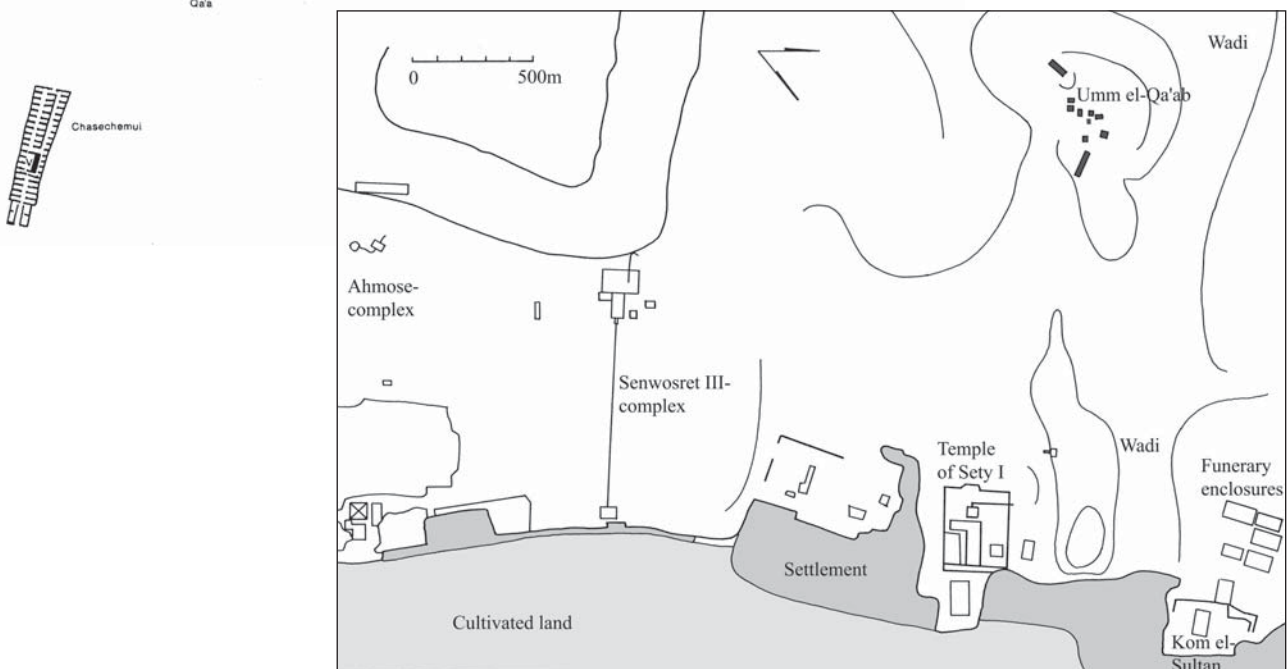 Qa'a
Chasechemui
0 500m
Wadi
Umm el-Qa'ab
Ahmose-
complex
Senwosret III-
complex
Temple
of Sety I
Wadi
Funerary
enclosures
Settlement
Cultivated land
Kom el-
Sultan